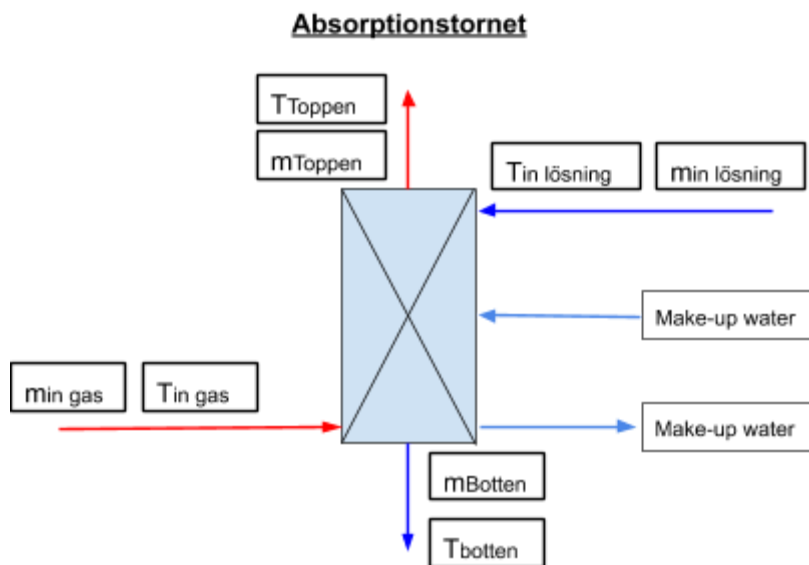 Absorptionstornet
TToppen
mToppen
Tin lösning
min lösning
Make-up water
min gas
Tin gas
Make-up water
mBotten
Tbotten